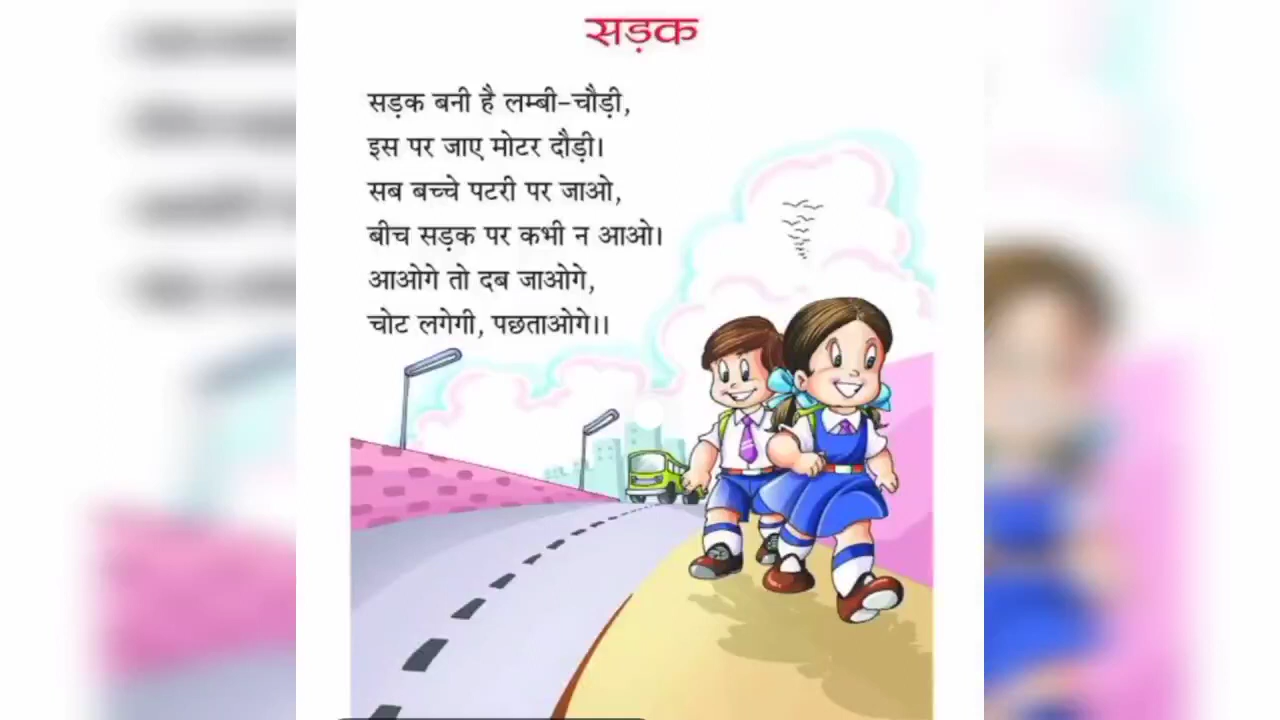 सड़क
सड़क बनी है लम्बी-चौड़ी,
इस पर जाए मोटर दौड़ी।
सब बच्चे पटरी पर जाओ,
बीच सड़क पर कभी न आओ।
आओगे तो दब जाओगे,
चोट लगेगी, पछताओगे।।